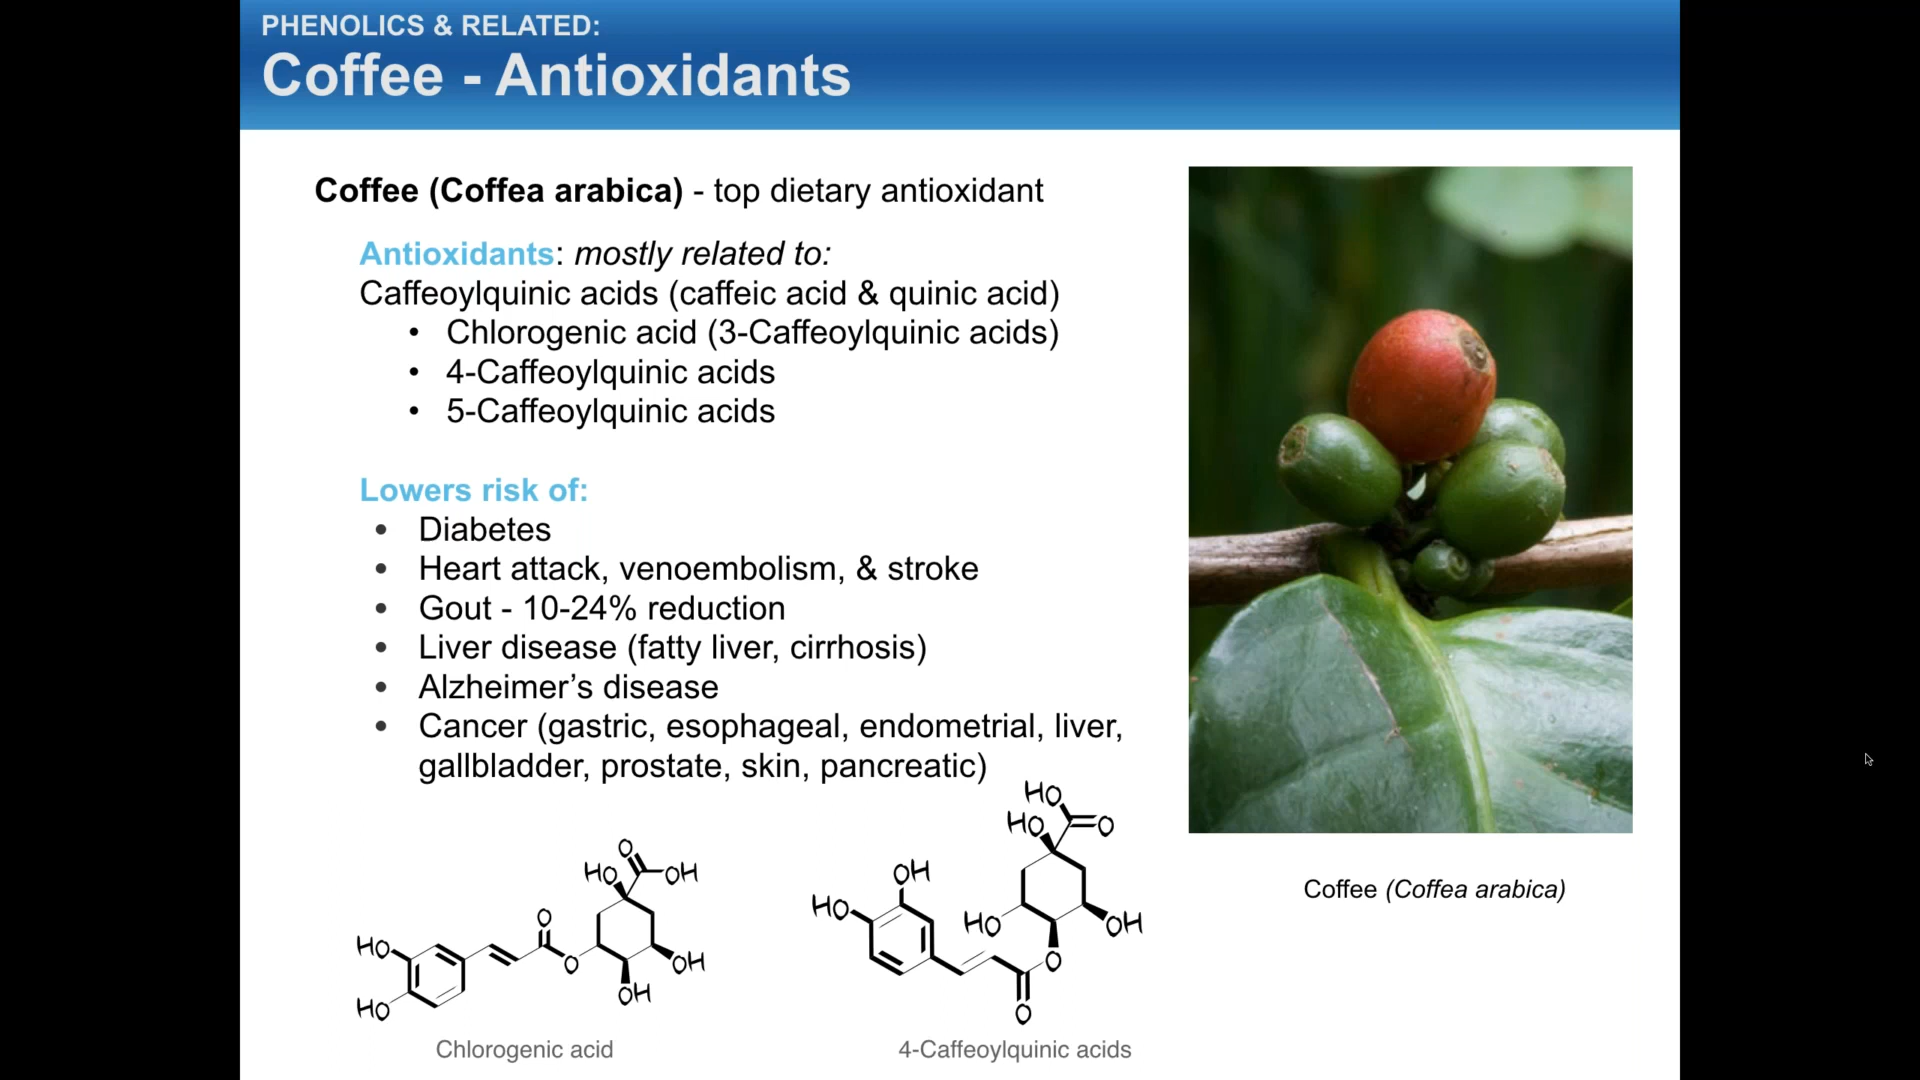 PHENOLICS & RELATED:
Coffee - Antioxidants
Coffee (Coffea arabica) - top dietary antioxidant
Antioxidants: mostly related to:
Caffeoylquinic acids (caffeic acid & quinic acid)
• Chlorogenic acid (3-Caffeoylquinic acids)
• 4-Caffeoylquinic acids
• 5-Caffeoylquinic acids
Lowers risk of:
• Diabetes
• Heart attack, venoembolism, & stroke
• Gout - 10-24% reduction
• Liver disease (fatty liver, cirrhosis)
• Alzheimer’s disease
• Cancer (gastric, esophageal, endometrial, liver,
gallbladder, prostate, skin, pancreatic)
O
HO OH
O
HO
O OH
HO OH
Chlorogenic acid
HO
HO O
OH
HO
HO OH
O
O
4-Caffeoylquinic acids
Coffee (Coffea arabica)